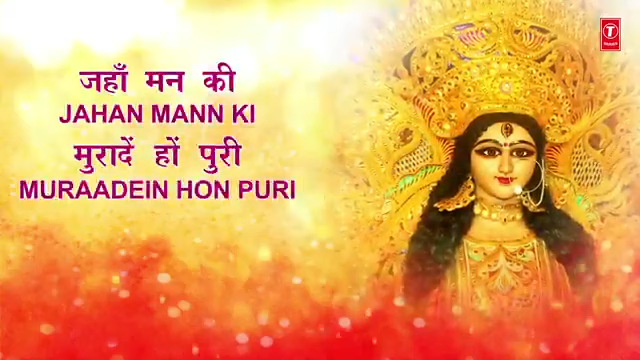 जहाँ मन की
JAHAN MANN KI
मुरादें हों पुरी
MURAADEIN HON PURI
T